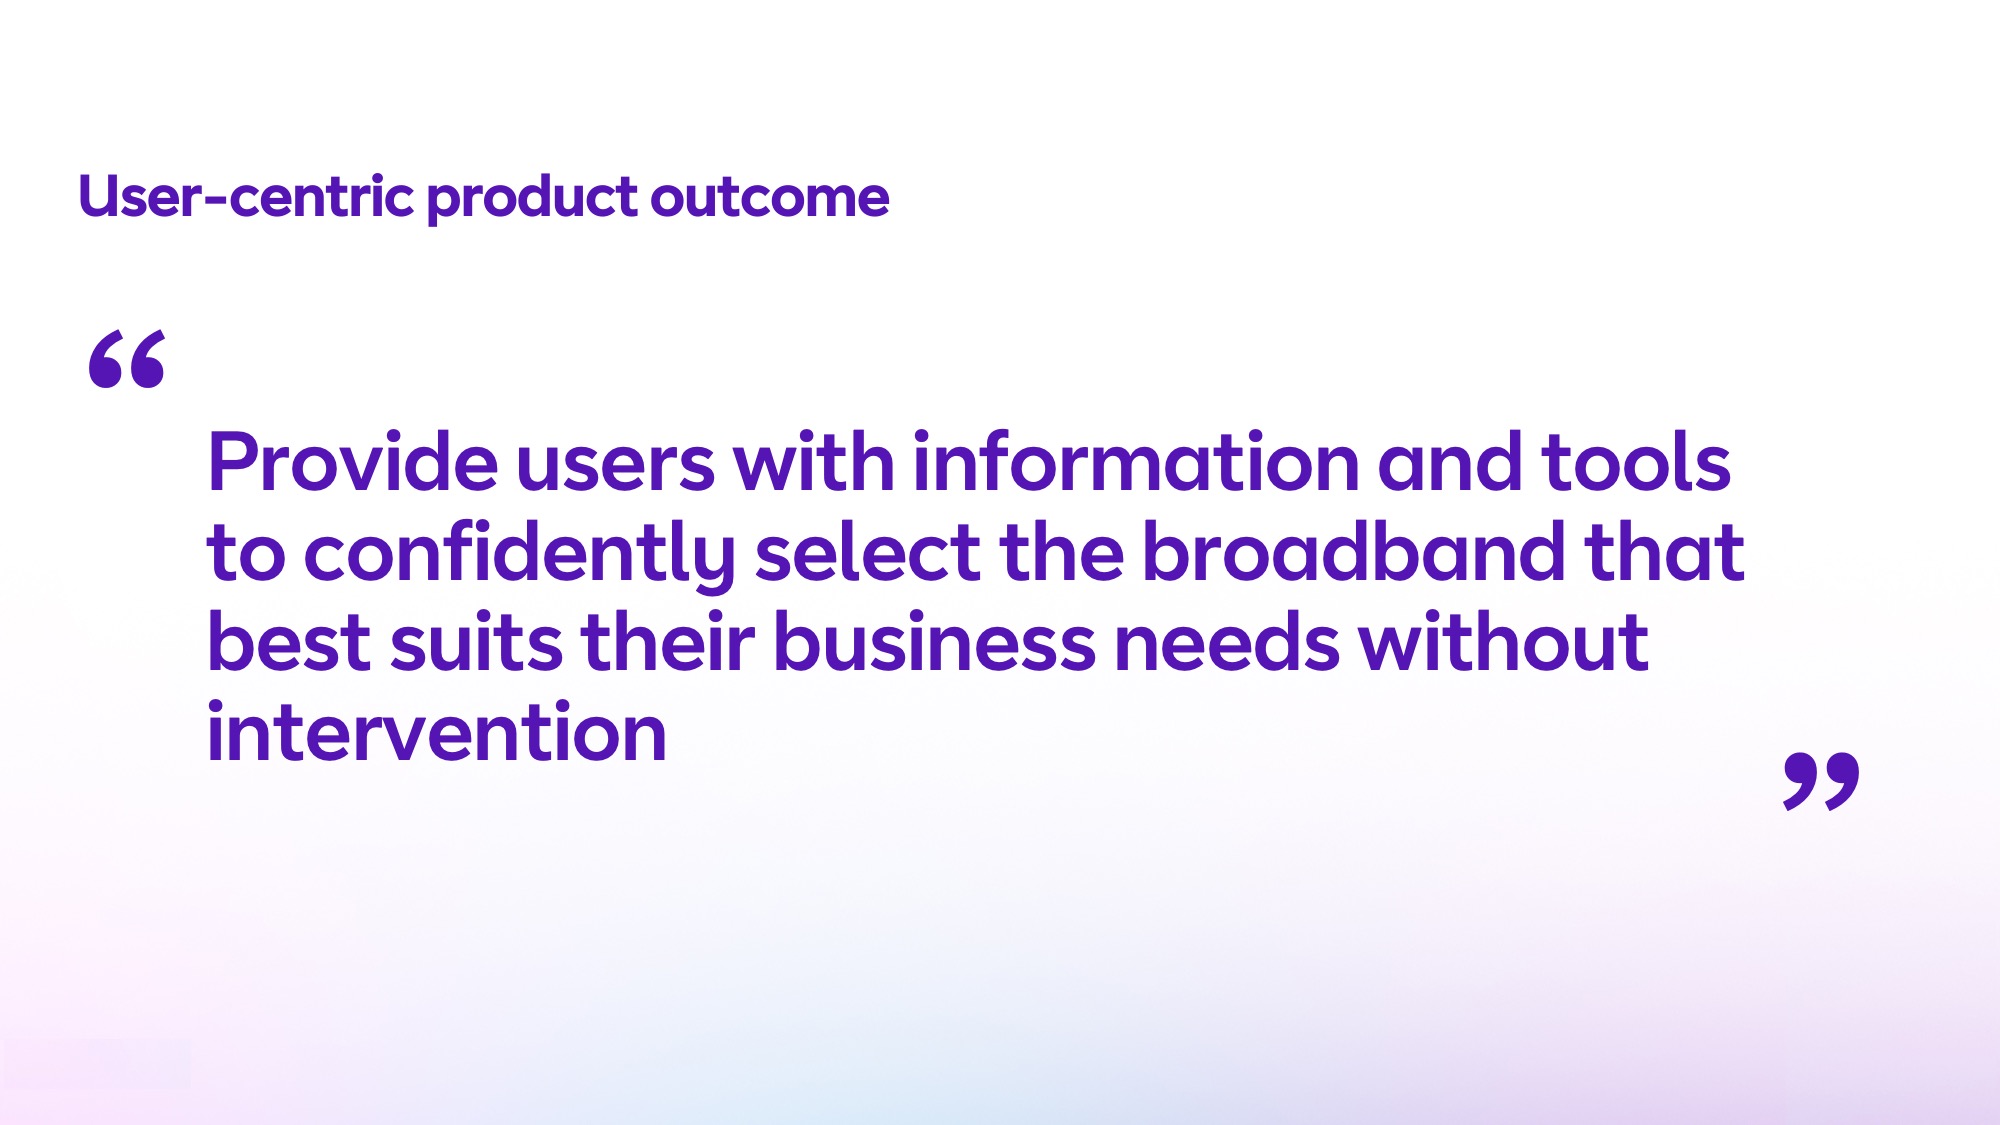 User-centric product outcome
“
Provide users with information and tools
to confidently select the broadband that
best suits their business needs without
intervention
”